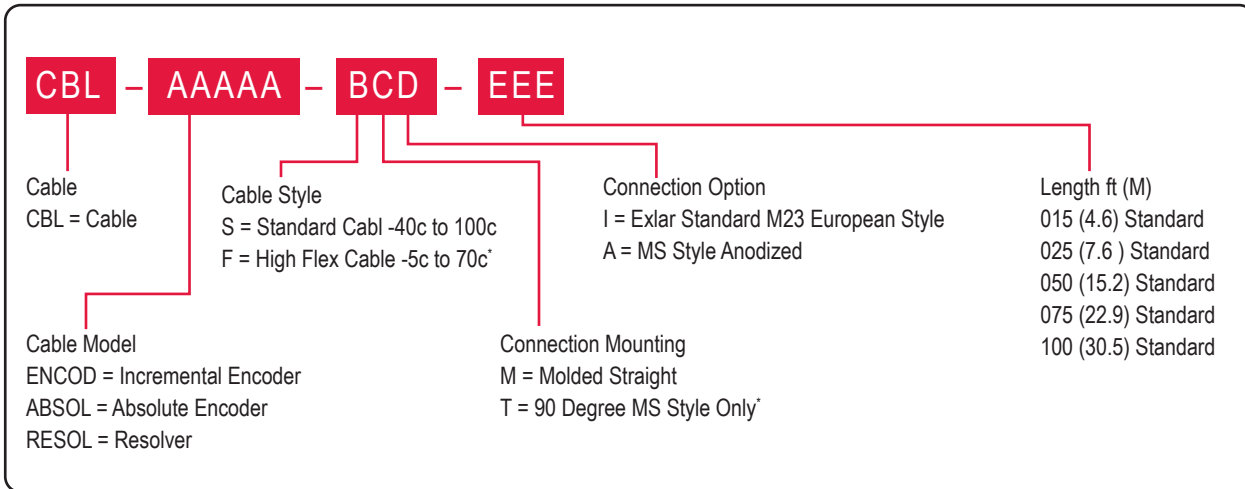 CBL – AAAAA – BCD – EEE
Cable
CBL = Cable
Cable Style
S = Standard Cabl -40c to 100c
F = High Flex Cable -5c to 70c*
Connection Option
I = Exlar Standard M23 European Style
A = MS Style Anodized
Length ft (M)
015 (4.6) Standard
025 (7.6 ) Standard
050 (15.2) Standard
075 (22.9) Standard
100 (30.5) Standard
Cable Model
ENCOD = Incremental Encoder
ABSOL = Absolute Encoder
RESOL = Resolver
Connection Mounting
M = Molded Straight
T = 90 Degree MS Style Only*